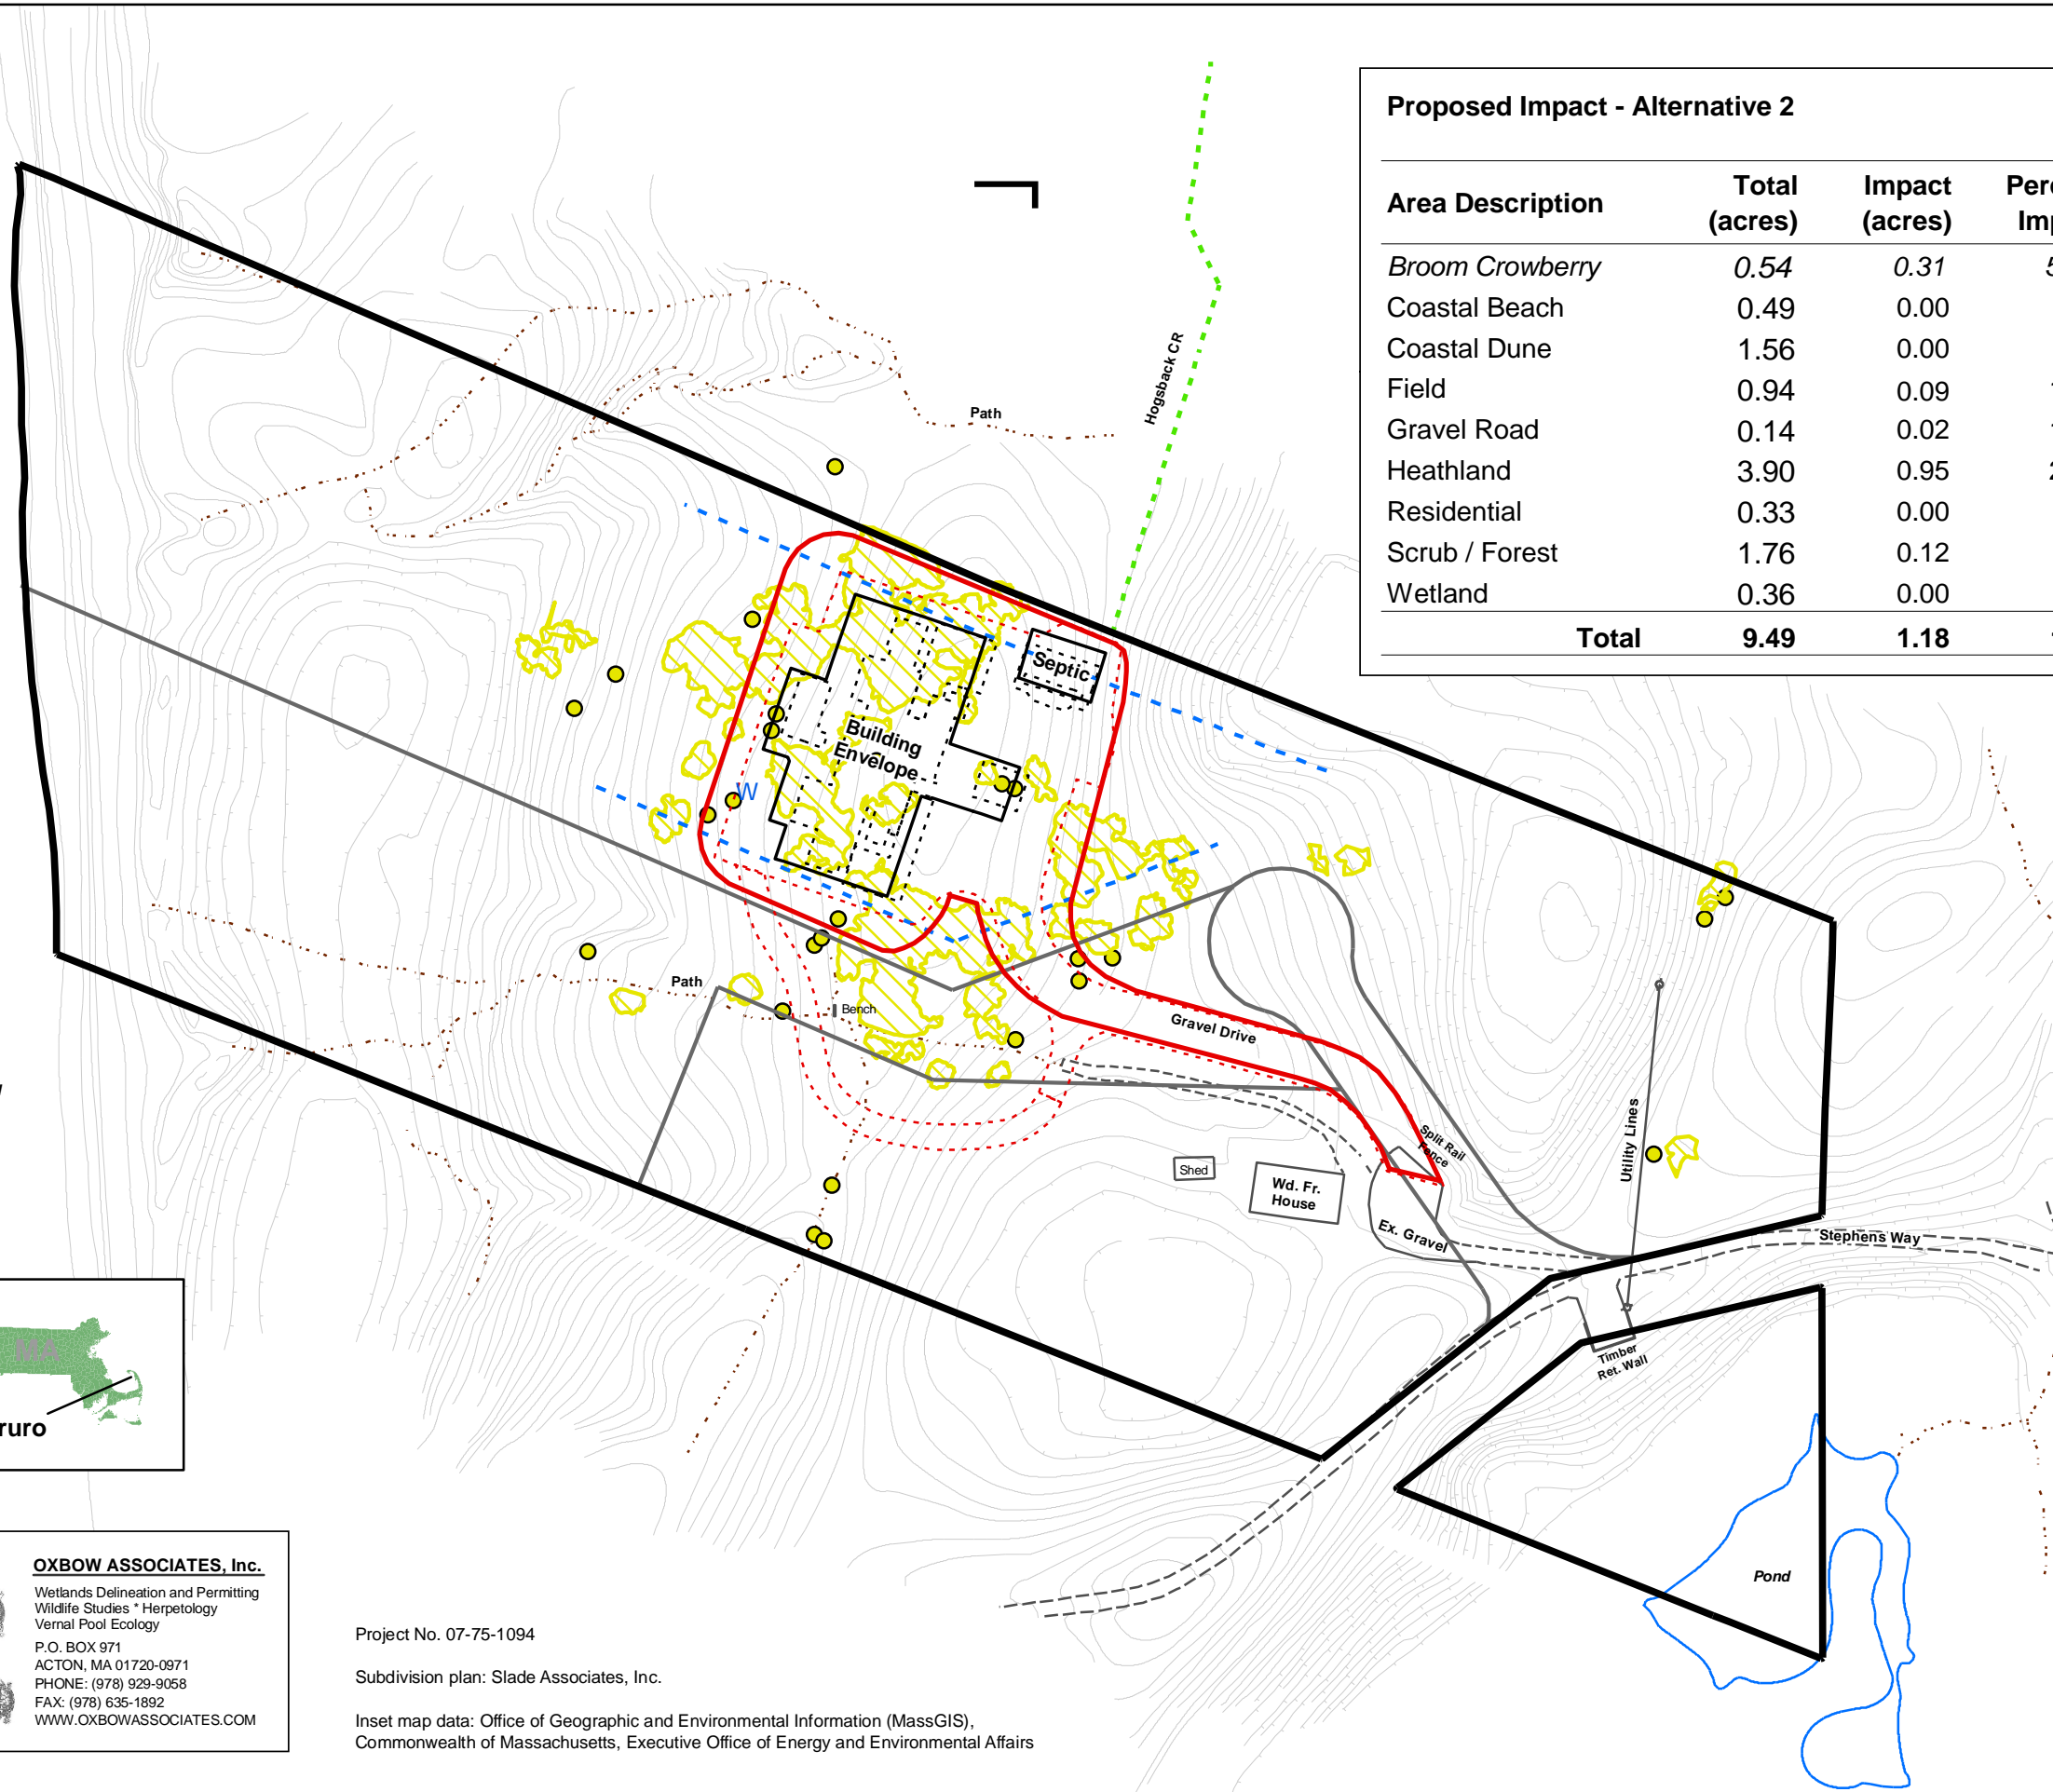 Proposed Impact - Alternative 2
Area Description Total (acres) Impact (acres)
Broom Crowberry 0.54 0.31
Coastal Beach 0.49 0.00
Coastal Dune 1.56 0.00
Field 0.94 0.09
Gravel Road 0.14 0.02
Heathland 3.90 0.95
Residential 0.33 0.00
Scrub / Forest 1.76 0.12
Wetland 0.36 0.00
Total 9.49 1.18
Hogsback CR
Path
Septic
Building
Envelope
W
Path
Bench
Gravel Drive
Split Rail
Fence
Utility Lines
Shed
Wd. Fr.
House
Ex. Gravel
Stephens Way
Timber
Ret. Wall
Pond
MA
OXBOW ASSOCIATES, Inc.
Wetlands Delineation and Permitting
Wildlife Studies * Herpetology
Vernal Pool Ecology
P.O. BOX 971
ACTON, MA 01720-0971
PHONE: (978) 929-9058
FAX: (978) 635-1892
WWW.OXBOWASSOCIATES.COM
Project No. 07-75-1094
Subdivision plan: Slade Associates, Inc.
Inset map data: Office of Geographic and Environmental Information (MassGIS),
Commonwealth of Massachusetts, Executive Office of Energy and Environmental Affairs